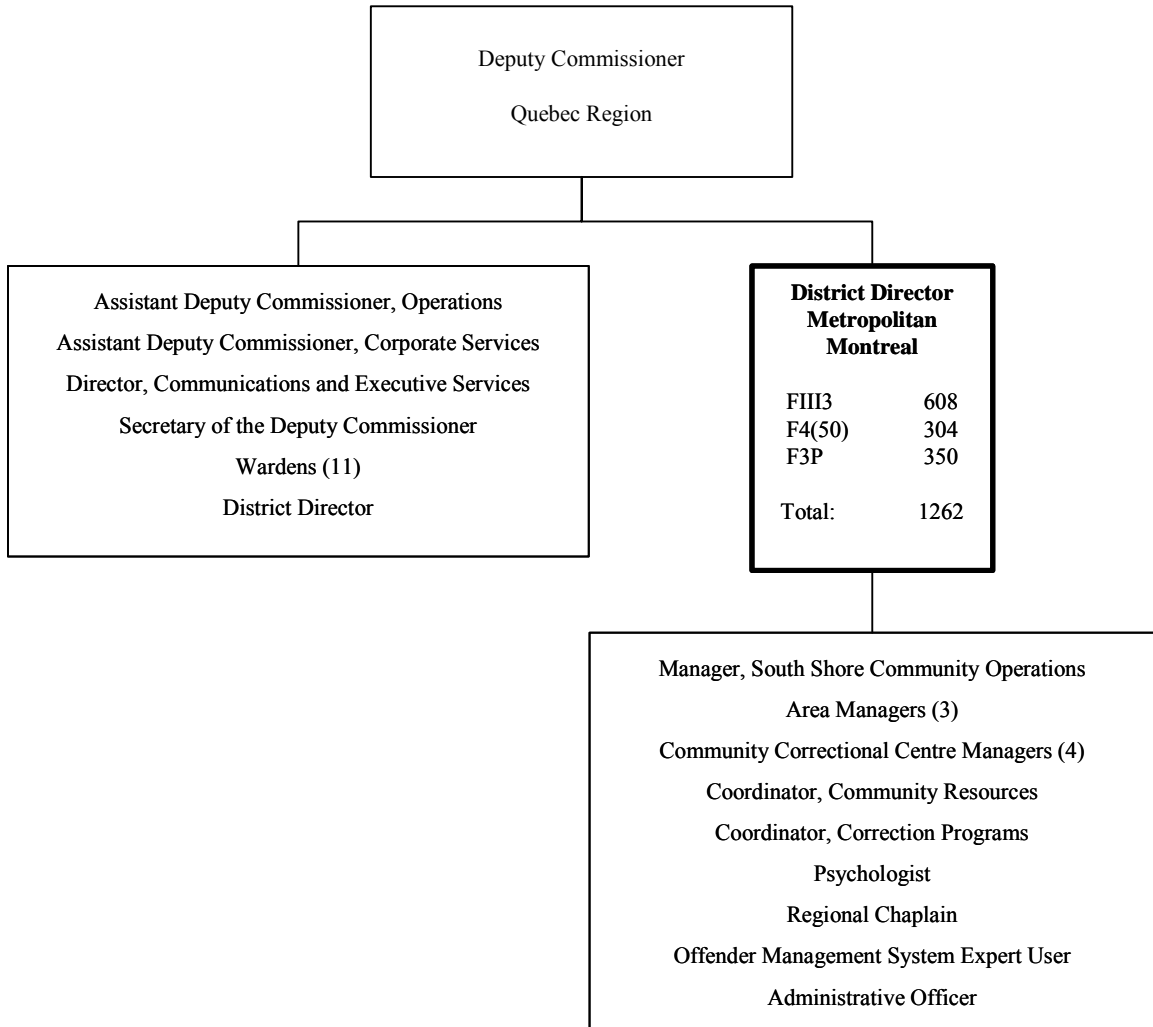 Deputy Commissioner
Quebec Region
Assistant Deputy Commissioner, Operations
Assistant Deputy Commissioner, Corporate Services
Director, Communications and Executive Services
Secretary of the Deputy Commissioner
Wardens (11)
District Director
District Director
Metropolitan
Montreal
FIII3 608
F4(50) 304
F3P 350
Total: 1262
Manager, South Shore Community Operations
Area Managers (3)
Community Correctional Centre Managers (4)
Coordinator, Community Resources
Coordinator, Correction Programs
Psychologist
Regional Chaplain
Offender Management System Expert User
Administrative Officer